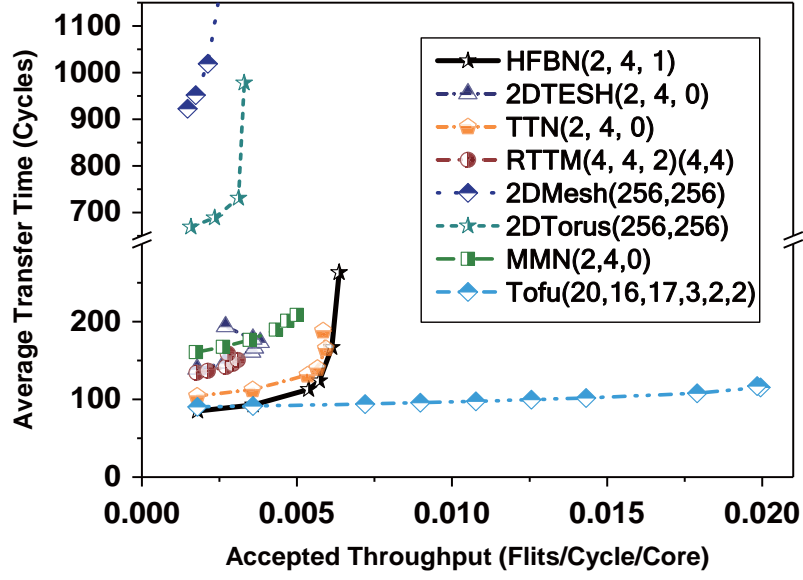 1100
1000
900
800
700
200
100
0
Average Transfer Time (Cycles)
HFBN(2, 4, 1)
2DTESH(2, 4, 0)
TTN(2, 4, 0)
RTTM(4, 4, 2)(4,4)
2DMesh(256,256)
2DTorus(256,256)
MMN(2,4,0)
Tofu(20,16,17,3,2,2)
0.000 0.005 0.010 0.015 0.020
Accepted Throughput (Flits/Cycle/Core)